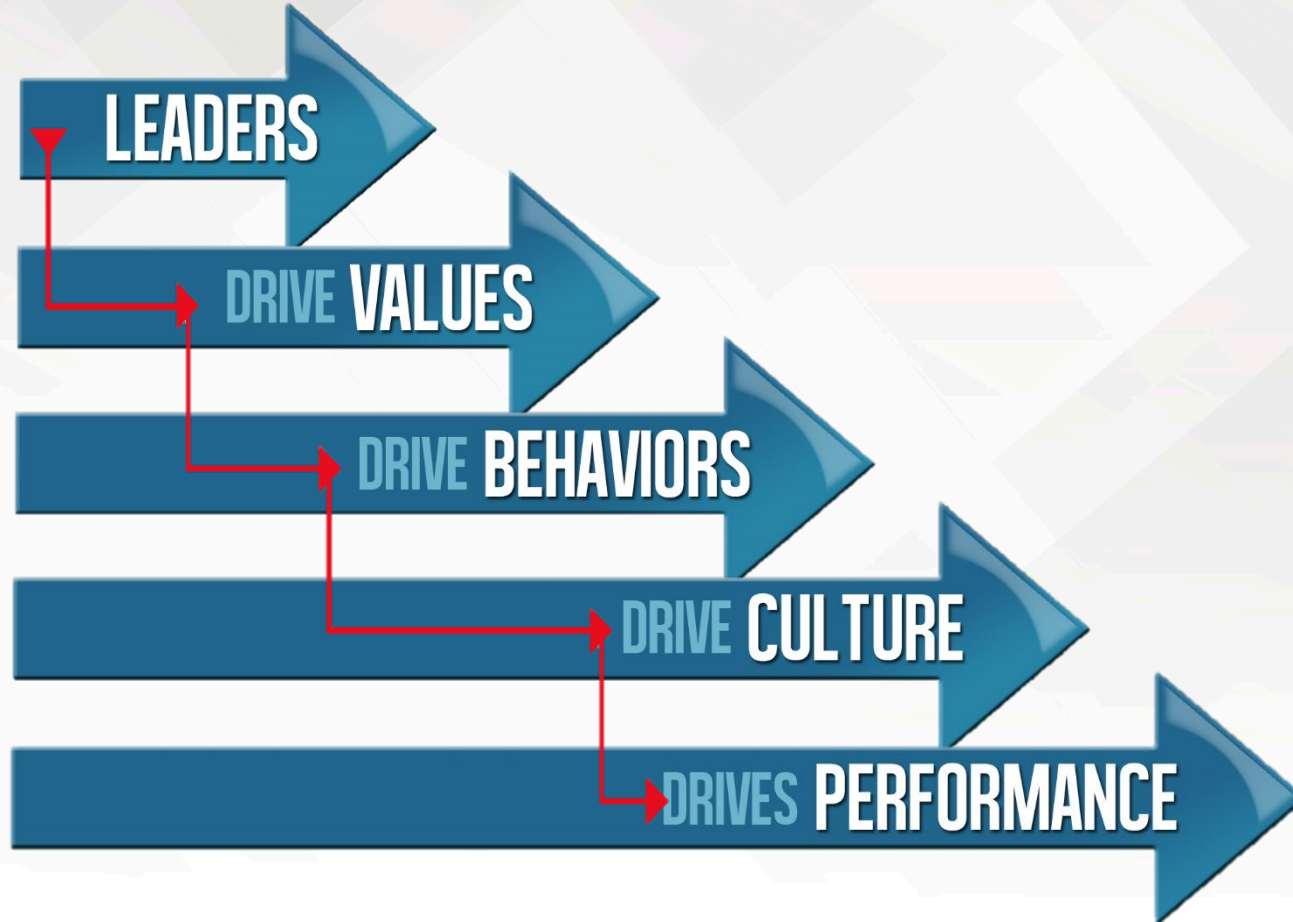 LEADERS
DRIVE VALUES
DRIVE BEHAVIORS
DRIVE CULTURE
DRIVES PERFORMANCE